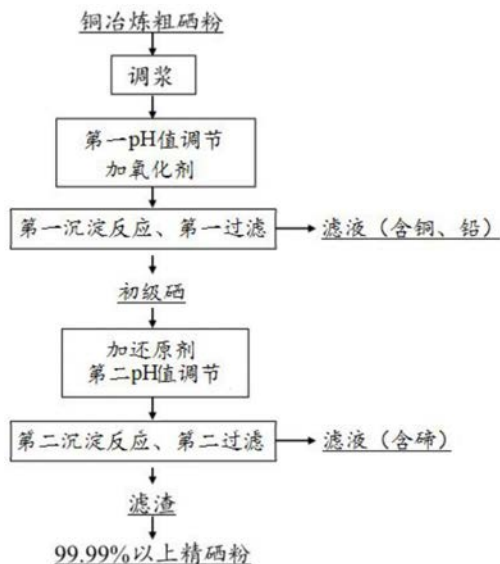 铜冶炼粗硒粉
调浆
第一pH值调节
加氧化剂
第一沉淀反应、第一过滤
滤液（含铜、铅）
初级硒
加还原剂
第二pH值调节
第二沉淀反应、第二过滤
滤液（含碲）
滤渣
99.99%以上精硒粉